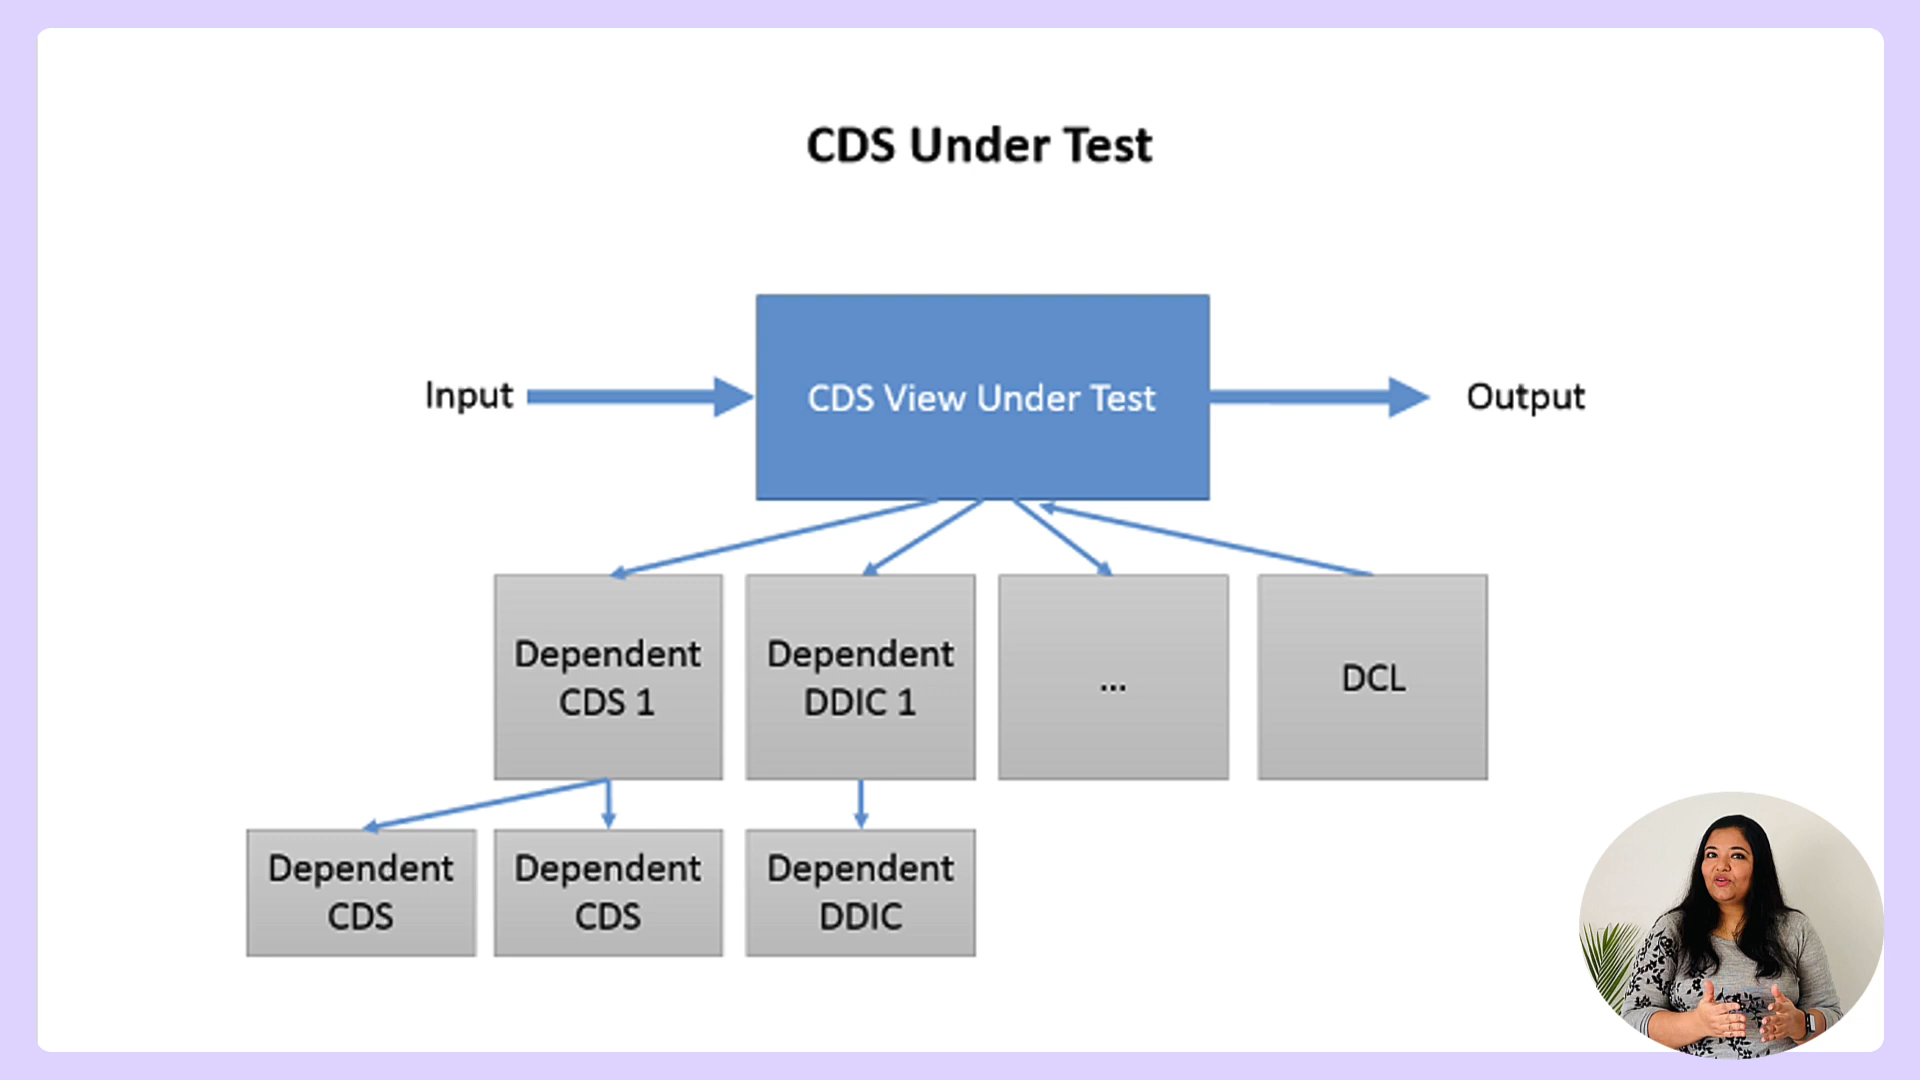 CDS Under Test
Input
CDS View Under Test
Output
Dependent
CDS 1
Dependent
DDIC 1
...
DCL
Dependent
CDS
Dependent
CDS
Dependent
DDIC